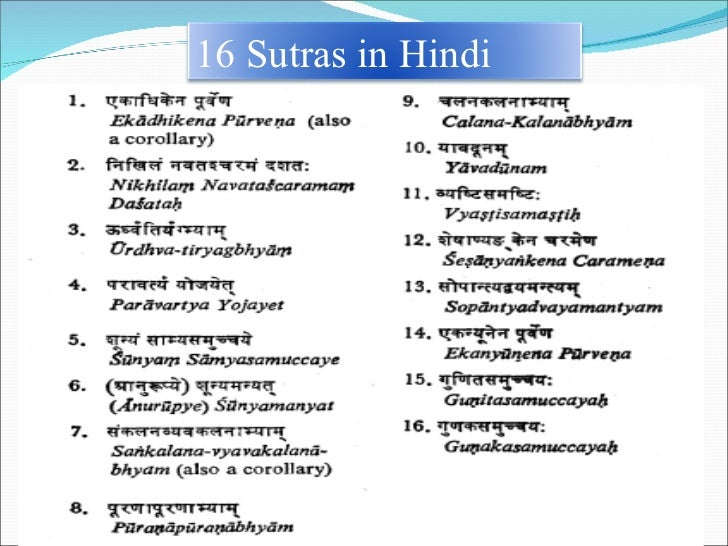 16 Sutras in Hindi
1. एकाधिकेन पूर्वेण
Ekādhikena Pūrveṇa (also
a corollary)
2. निखिलं नवतश्चरमं दशतः
Nikhilaṃ Navataścaramaṃ
Daśataḥ
3. ऊर्ध्वतिर्यग्भ्याम्
Ūrdhva-tiryagbhyāṃ
4. परावर्त्य योजयेत्
Parāvartya Yojayet
5. शून्यं साम्यसमुच्चये
Śūnyaṃ Sāmyasamuccaye
6. (आनुरूप्ये) शून्यमन्यत्
(Ānurūpye) Śūnyamanyat
7. संकलनव्यवकलनाभ्याम्
Saṅkalana-vyavakalanā-
bhyam (also a corollary)
8. पूरणापूरणाभ्याम्
Pūraṇāpūraṇābhyāṃ
9. चलनकलनाभ्याम्
Calana-Kalanābhyāṃ
10. यावदूनम्
Yāvadūnam
11. व्यष्टिसमष्टिः
Vyaṣṭisamaṣṭiḥ
12. शेषाण्यङ्केन चरमेण
Śeṣāṇyaṅkena Carameṇa
13. सोपान्त्यद्वयमन्त्यम्
Sopāntyadvayamantyam
14. एकन्यूनेन पूर्वेण
Ekanyūnena Pūrveṇa
15. गुणितसमुच्चयः
Guṇitasamuccayaḥ
16. गुणकसमुच्चयः
Guṇakasamuccayaḥ